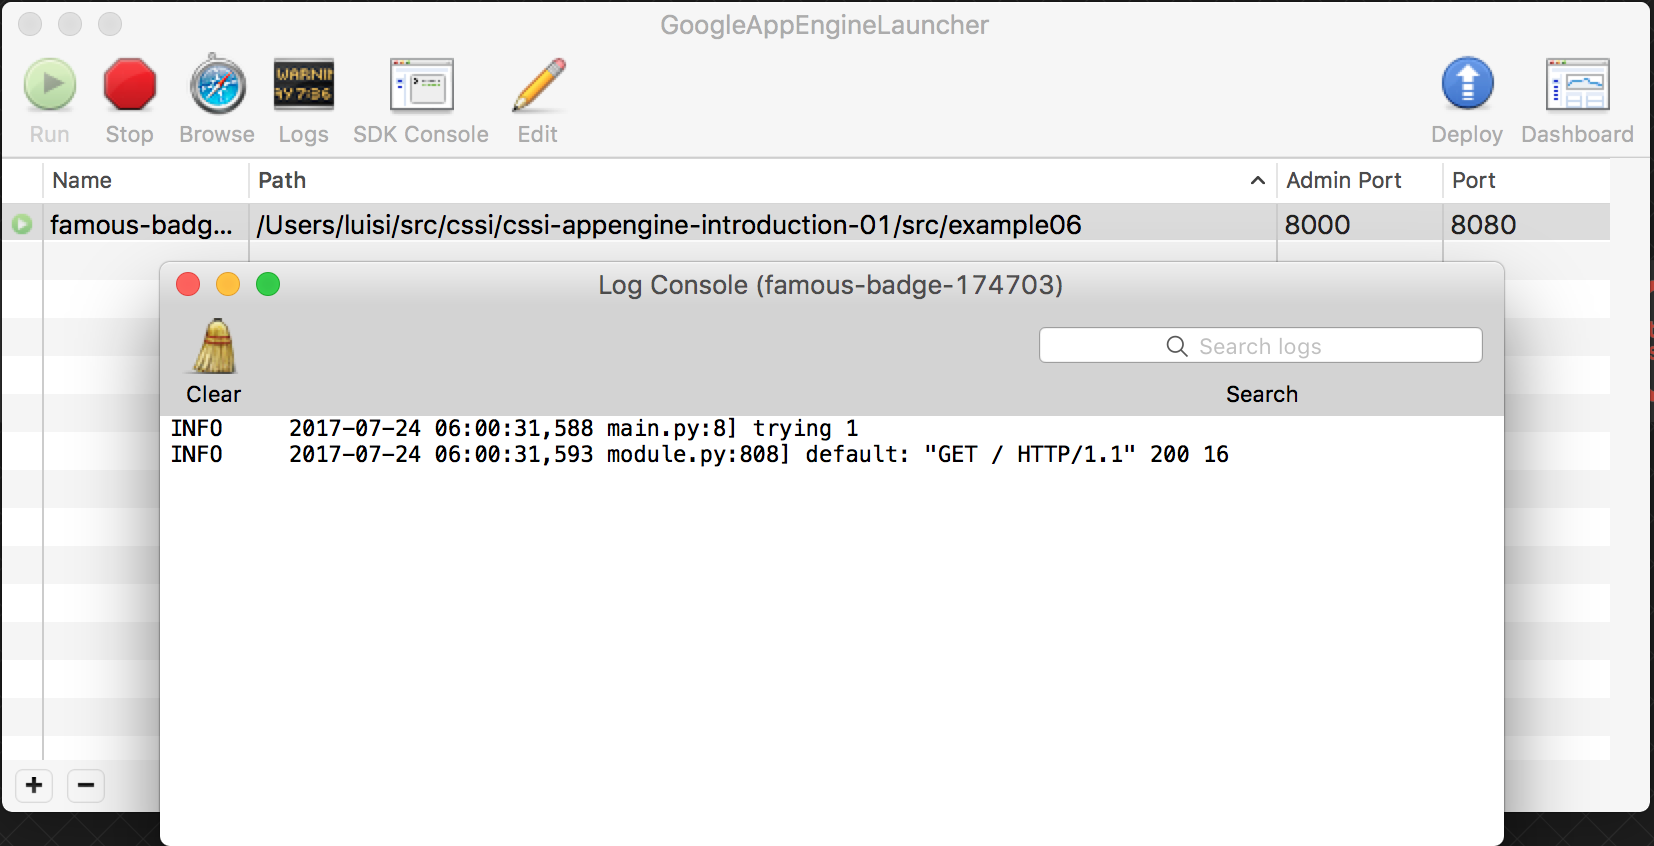 GoogleAppEngineLauncher
WARNIN
AY 7:36
Run Stop Browse Logs SDK Console Edit Deploy Dashboard
Name Path Admin Port Port
famous-badg... /Users/luisi/src/cssi/cssi-appengine-introduction-01/src/example06 8000 8080
Log Console (famous-badge-174703)
Search logs
Clear Search
INFO 2017-07-24 06:00:31,588 main.py:8] trying 1
INFO 2017-07-24 06:00:31,593 module.py:808] default: "GET / HTTP/1.1" 200 16